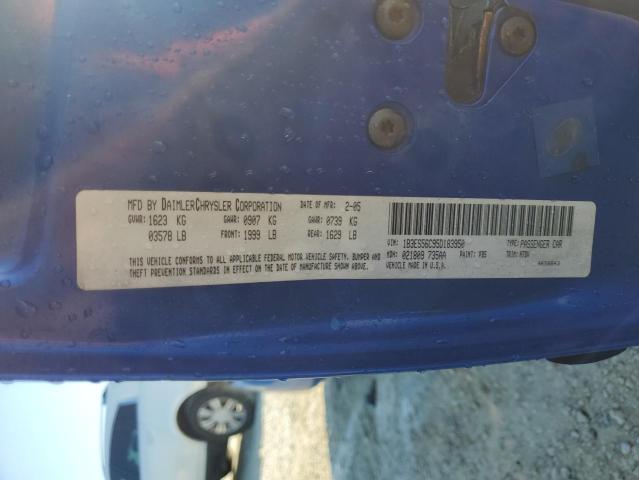 MFD BY DAIMLERCHRYSLER CORPORATION DATE OF MFR: 2-05
GVWR: 1623 KG GAWR: 0907 KG GAWR: 0739 KG
03578 LB FRONT: 1999 LB REAR: 1629 LB
THIS VEHICLE CONFORMS TO ALL APPLICABLE FEDERAL MOTOR VEHICLE SAFETY, BUMPER AND
THEFT PREVENTION STANDARDS IN EFFECT ON THE DATE OF MANUFACTURE SHOWN ABOVE.
VIN: 1B3ES56C95D183950 TYPE: PASSENGER CAR
MDH: 021809 735AA PAINT: PB5 TRIM:
VEHICLE MADE IN U.S.A.